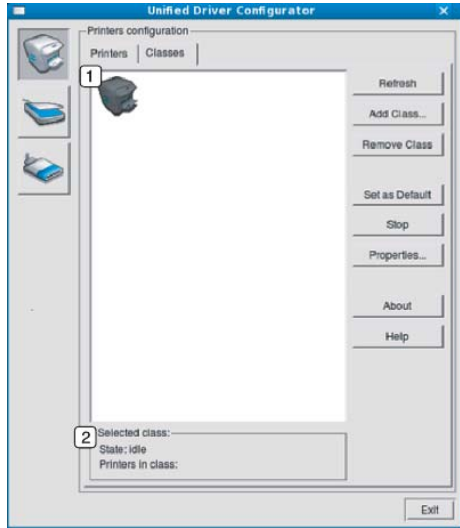 Unified Driver Configurator
Printers configuration
Printers Classes
1
Refresh
Add Class...
Remove Class
Set as Default
Stop
Properties...
About
Help
2
Selected class:
State: idle
Printers in class:
Exit